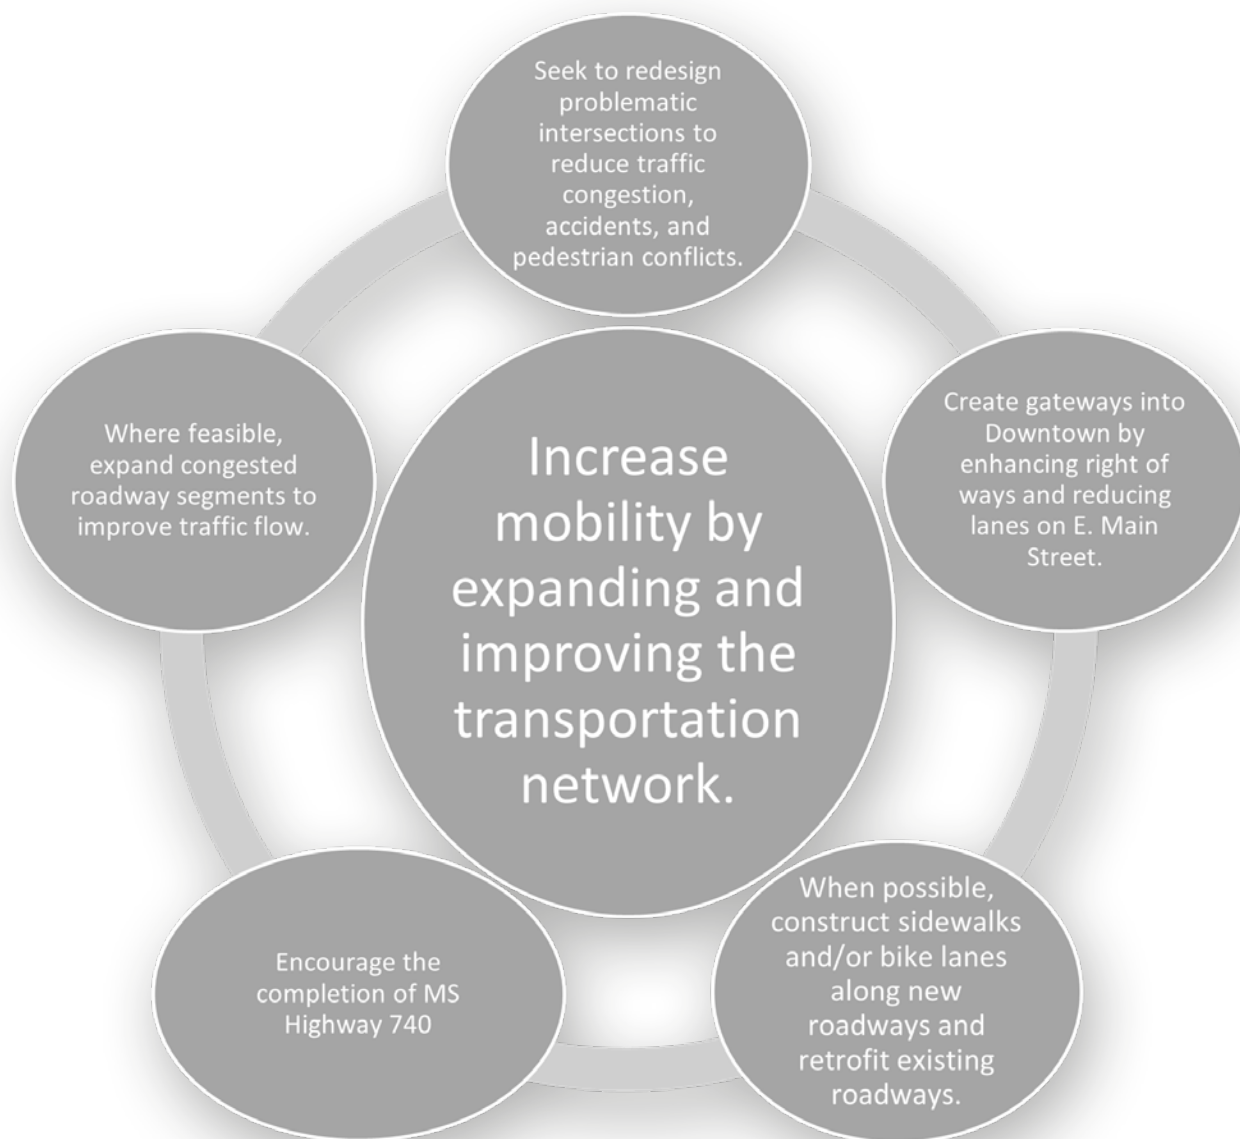 Seek to redesign
problematic
intersections to
reduce traffic
congestion,
accidents, and
pedestrian conflicts.
Create gateways into
Downtown by
enhancing right of
ways and reducing
lanes on E. Main
Street.
When possible,
construct sidewalks
and/or bike lanes
along new
roadways and
retrofit existing
roadways.
Encourage the
completion of MS
Highway 740
Where feasible,
expand congested
roadway segments to
improve traffic flow.
Increase
mobility by
expanding and
improving the
transportation
network.